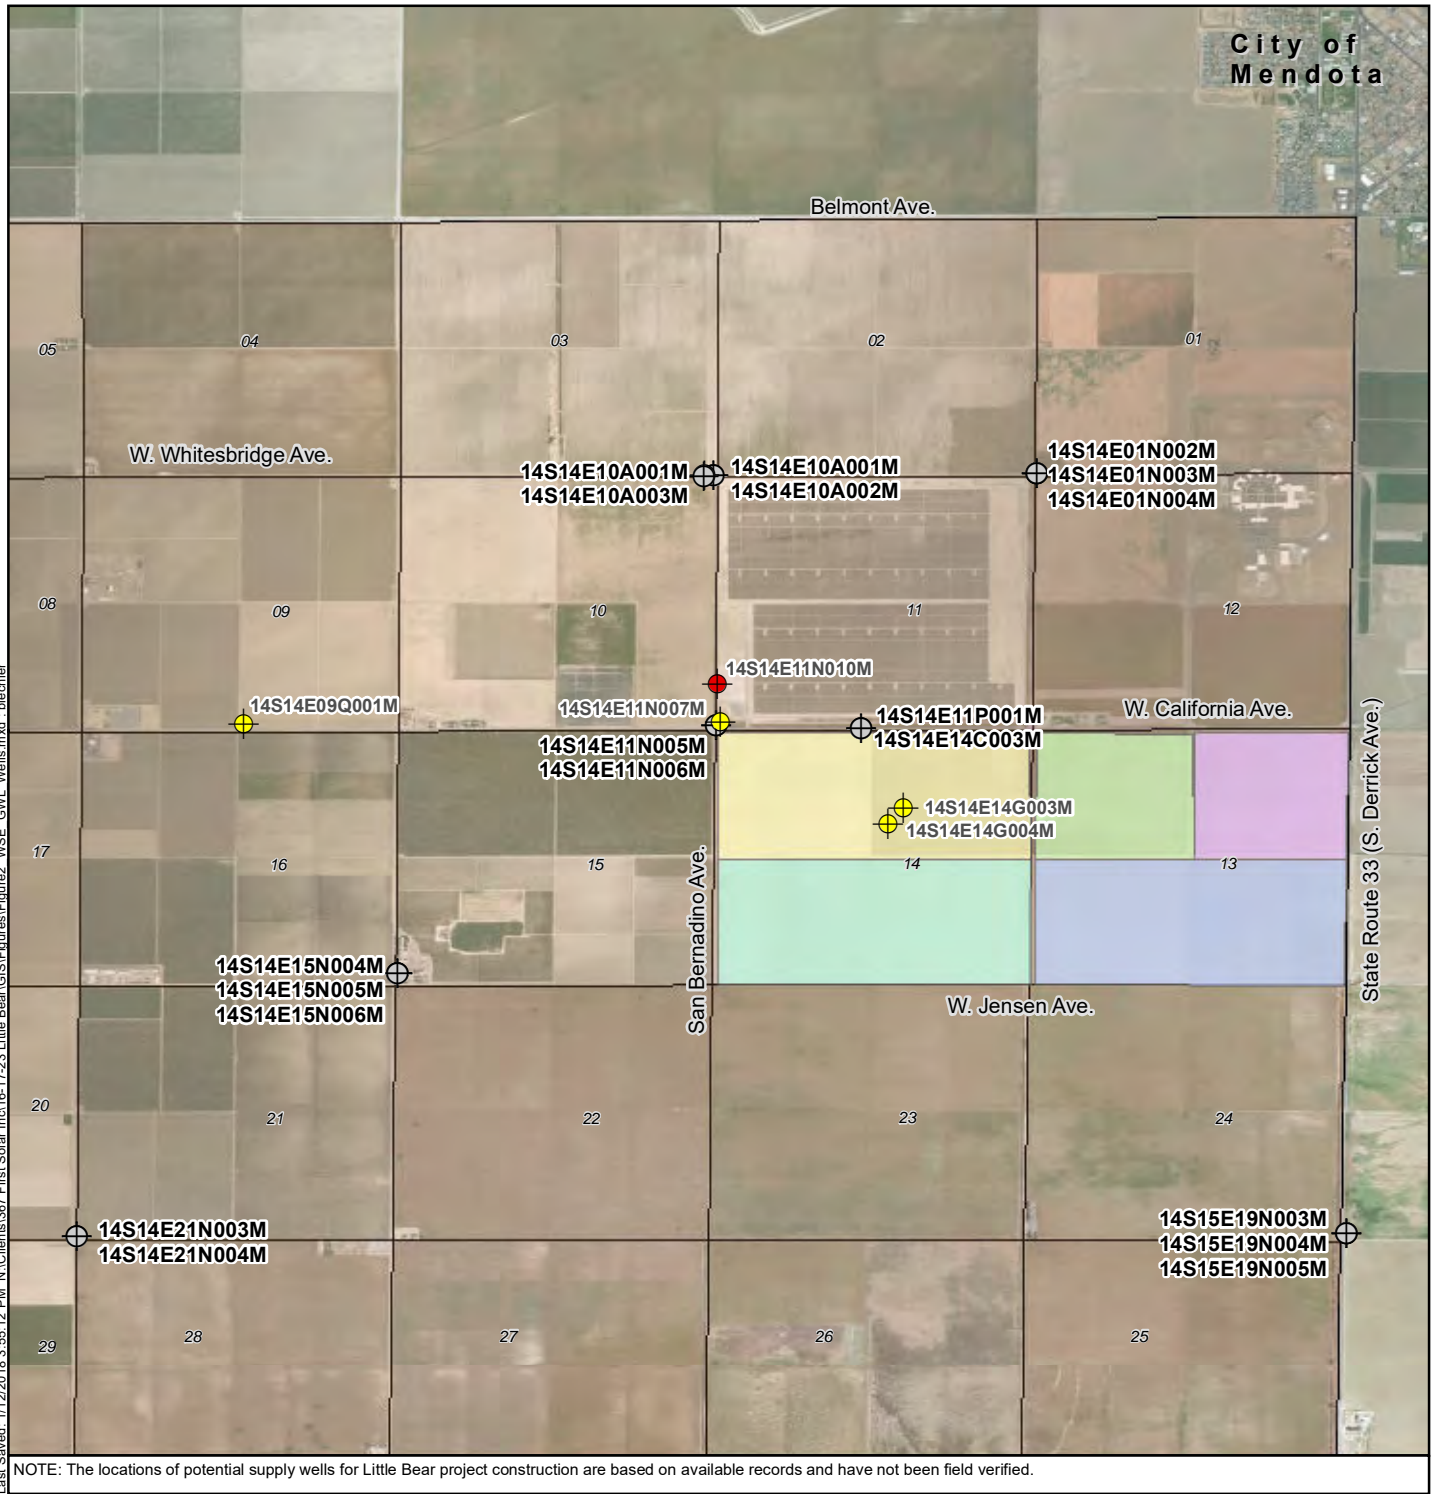 City of
Mendota
Belmont Ave.
05
04
03
02
01
W. Whitesbridge Ave.
14S14E10A001M
14S14E10A003M
14S14E10A001M
14S14E10A002M
14S14E01N002M
14S14E01N003M
14S14E01N004M
08
09
10
11
12
14S14E11N010M
14S14E09Q001M
14S14E11N007M
14S14E11N005M
14S14E11N006M
14S14E11P001M
14S14E14C003M
W. California Ave.
14S14E14G003M
14S14E14G004M
17
16
15
14
13
San Bernadino Ave.
State Route 33 (S. Derrick Ave.)
14S14E15N004M
14S14E15N005M
14S14E15N006M
W. Jensen Ave.
20
21
22
23
24
14S14E21N003M
14S14E21N004M
14S15E19N003M
14S15E19N004M
14S15E19N005M
29
28
27
26
25
NOTE: The locations of potential supply wells for Little Bear project construction are based on available records and have not been field verified.